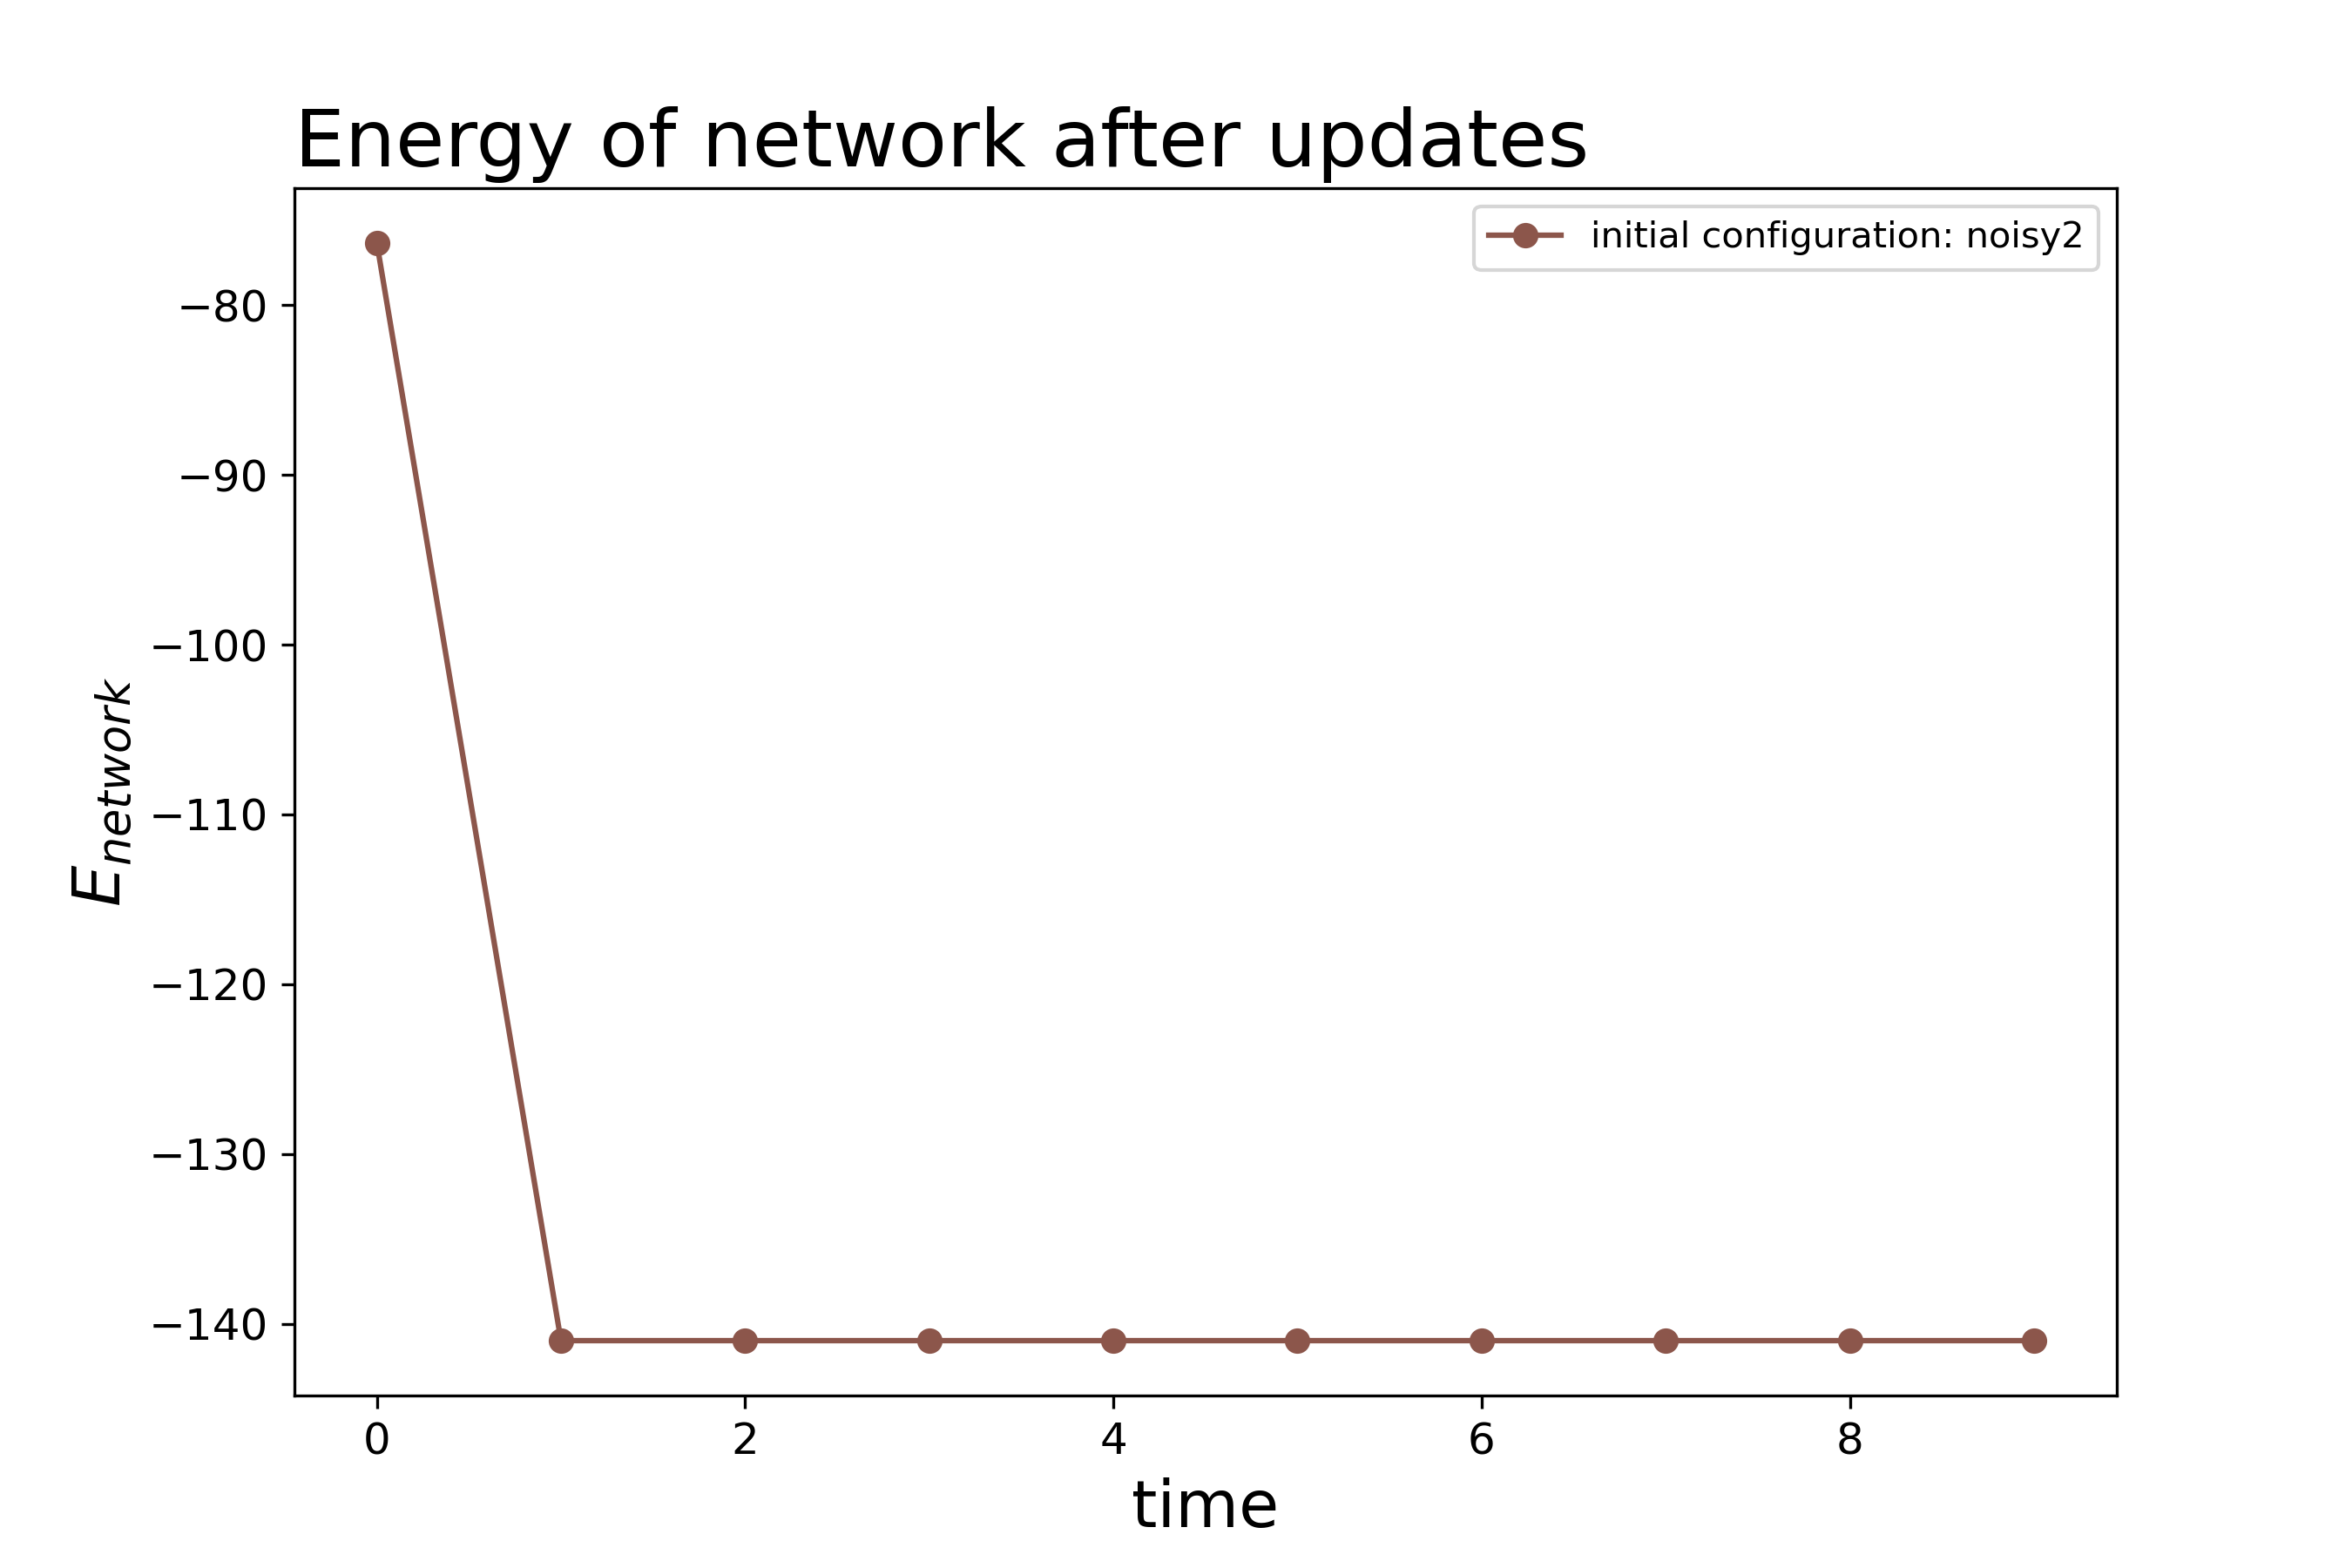 Energy of network after updates
initial configuration: noisy2
−80
−90
−100
−110
−120
−130
−140
E_network
0 2 4 6 8
time